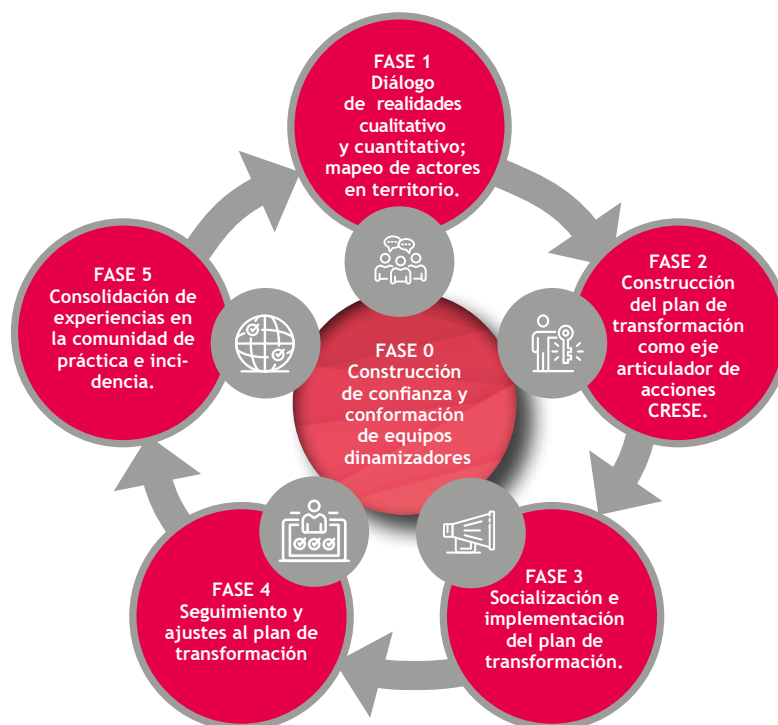 FASE 1
Diálogo
de realidades
cualitativo
y cuantitativo;
mapeo de actores
en territorio.
FASE 2
Construcción
del plan de
transformación
como eje
articulador de
acciones
CRESE.
FASE 5
Consolidación de
experiencias en
la comunidad de
práctica e inci-
dencia.
FASE 0
Construcción
de confianza y
conformación
de equipos
dinamizadores
FASE 3
Socialización e
implementación
del plan de
transformación.
FASE 4
Seguimiento y
ajustes al plan de
transformación